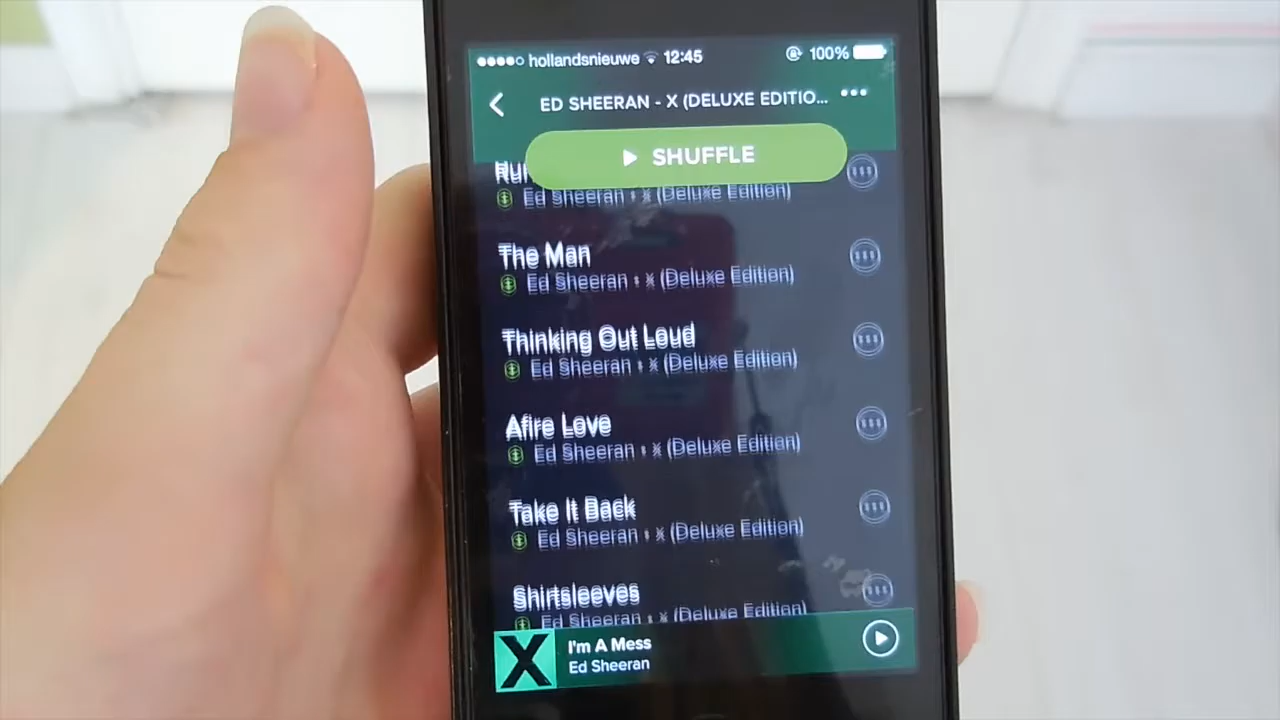 hollandsnieuwe 12:45 100%
ED SHEERAN - X (DELUXE EDITIO...
SHUFFLE
Ed Sheeran • x (Deluxe Edition)
The Man
Ed Sheeran • x (Deluxe Edition)
Thinking Out Loud
Ed Sheeran • x (Deluxe Edition)
Afire Love
Ed Sheeran • x (Deluxe Edition)
Take It Back
Ed Sheeran • x (Deluxe Edition)
Shirtsleeves
Ed Sheeran • x (Deluxe Edition)
X
I'm A Mess
Ed Sheeran